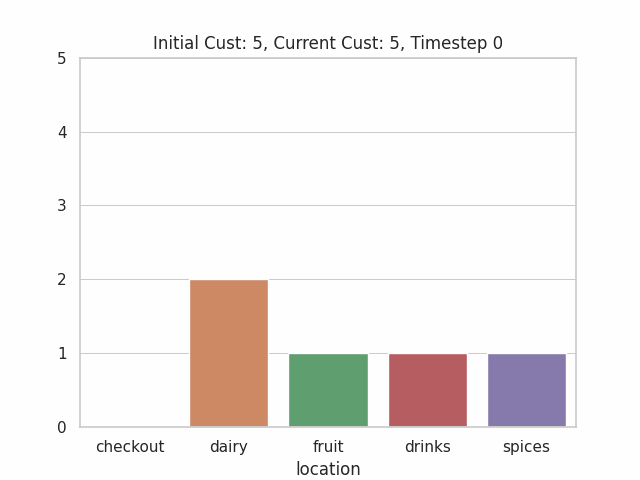 Initial Cust: 5, Current Cust: 5, Timestep 0
5
4
3
2
1
0
checkout dairy fruit drinks spices
location